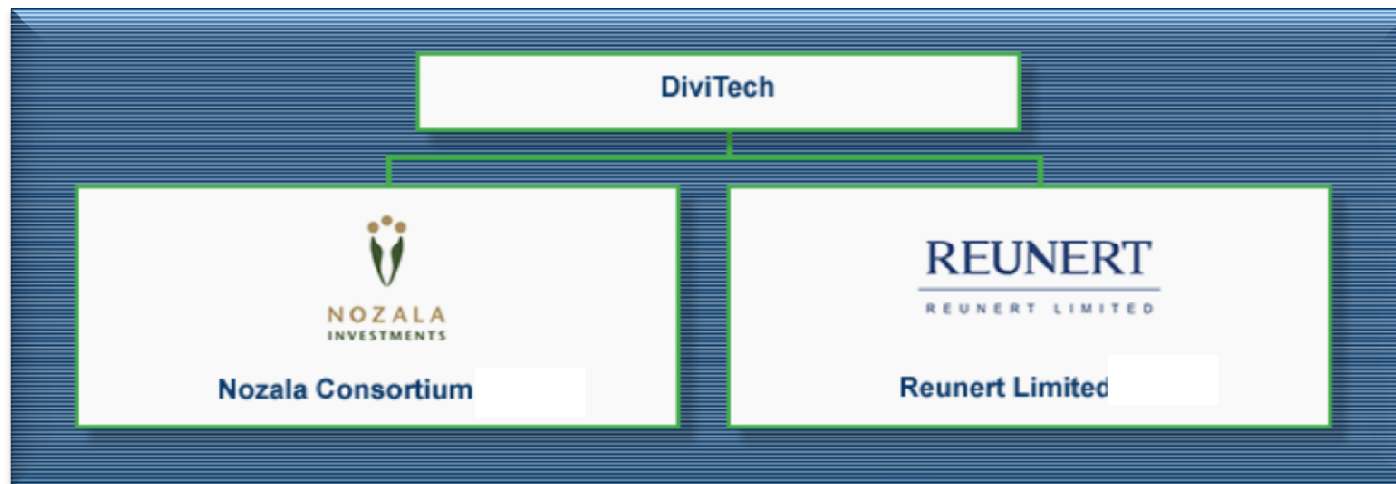 DiviTech
NOZALA
INVESTMENTS
Nozala Consortium
REUNERT
REUNERT LIMITED
Reunert Limited